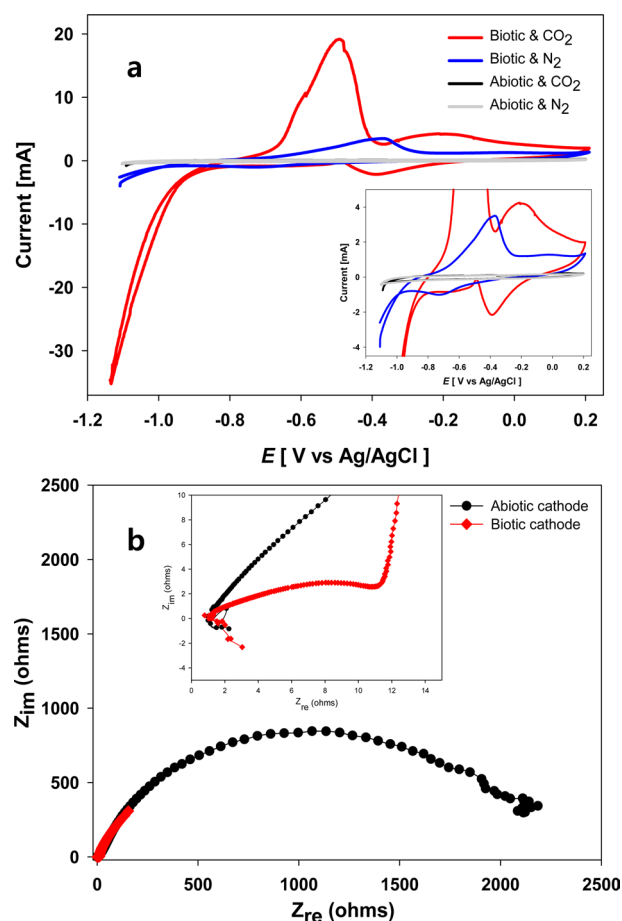 a
Biotic & CO2
Biotic & N2
Abiotic & CO2
Abiotic & N2
Current [mA]
20
10
0
-10
-20
-30
-1.2 -1.0 -0.8 -0.6 -0.4 -0.2 0.0 0.2
E [ V vs Ag/AgCl ]
Current [mA]
4
2
0
-2
-4
-1.2 -1.0 -0.8 -0.6 -0.4 -0.2 0.0 0.2
E [ V vs Ag/AgCl ]
b
Abiotic cathode
Biotic cathode
Zim (ohms)
2500
2000
1500
1000
500
0
0 500 1000 1500 2000 2500
Zre (ohms)
Zim (ohms)
10
8
6
4
2
0
-2
-4
0 2 4 6 8 10 12 14
Zre (ohms)